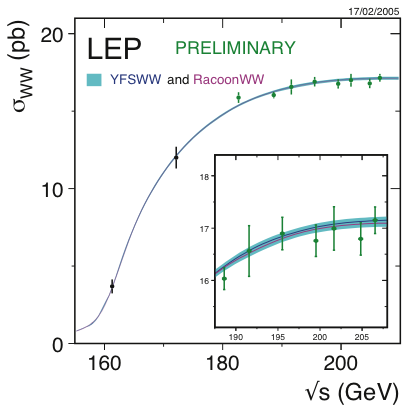 17/02/2005
LEP PRELIMINARY
YFSWW and RacoonWW
σWW (pb)
20
10
0
18
17
16
190 195 200 205
160 180 200
√s (GeV)